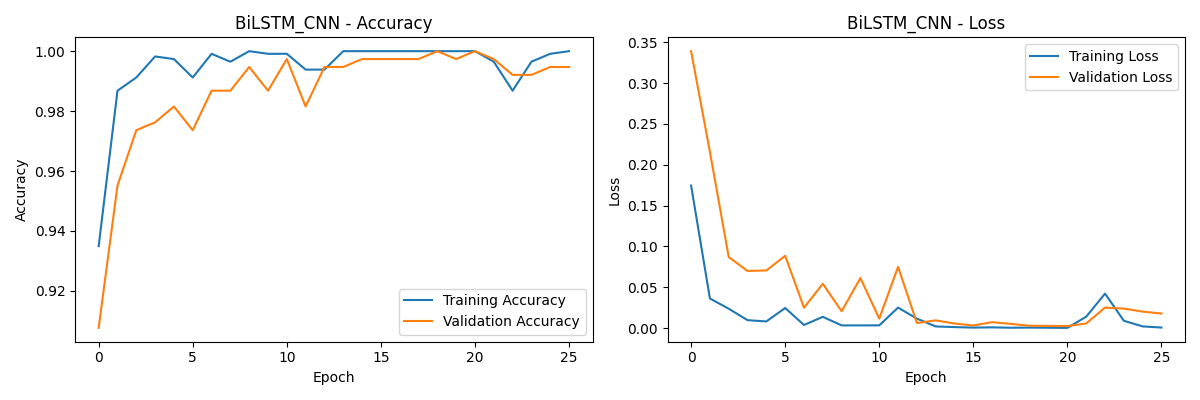 BiLSTM_CNN - Accuracy
1.00
0.98
0.96
0.94
0.92
Accuracy
0 5 10 15 20 25
Epoch
Training Accuracy
Validation Accuracy
BiLSTM_CNN - Loss
0.35
0.30
0.25
0.20
0.15
0.10
0.05
0.00
Loss
0 5 10 15 20 25
Epoch
Training Loss
Validation Loss